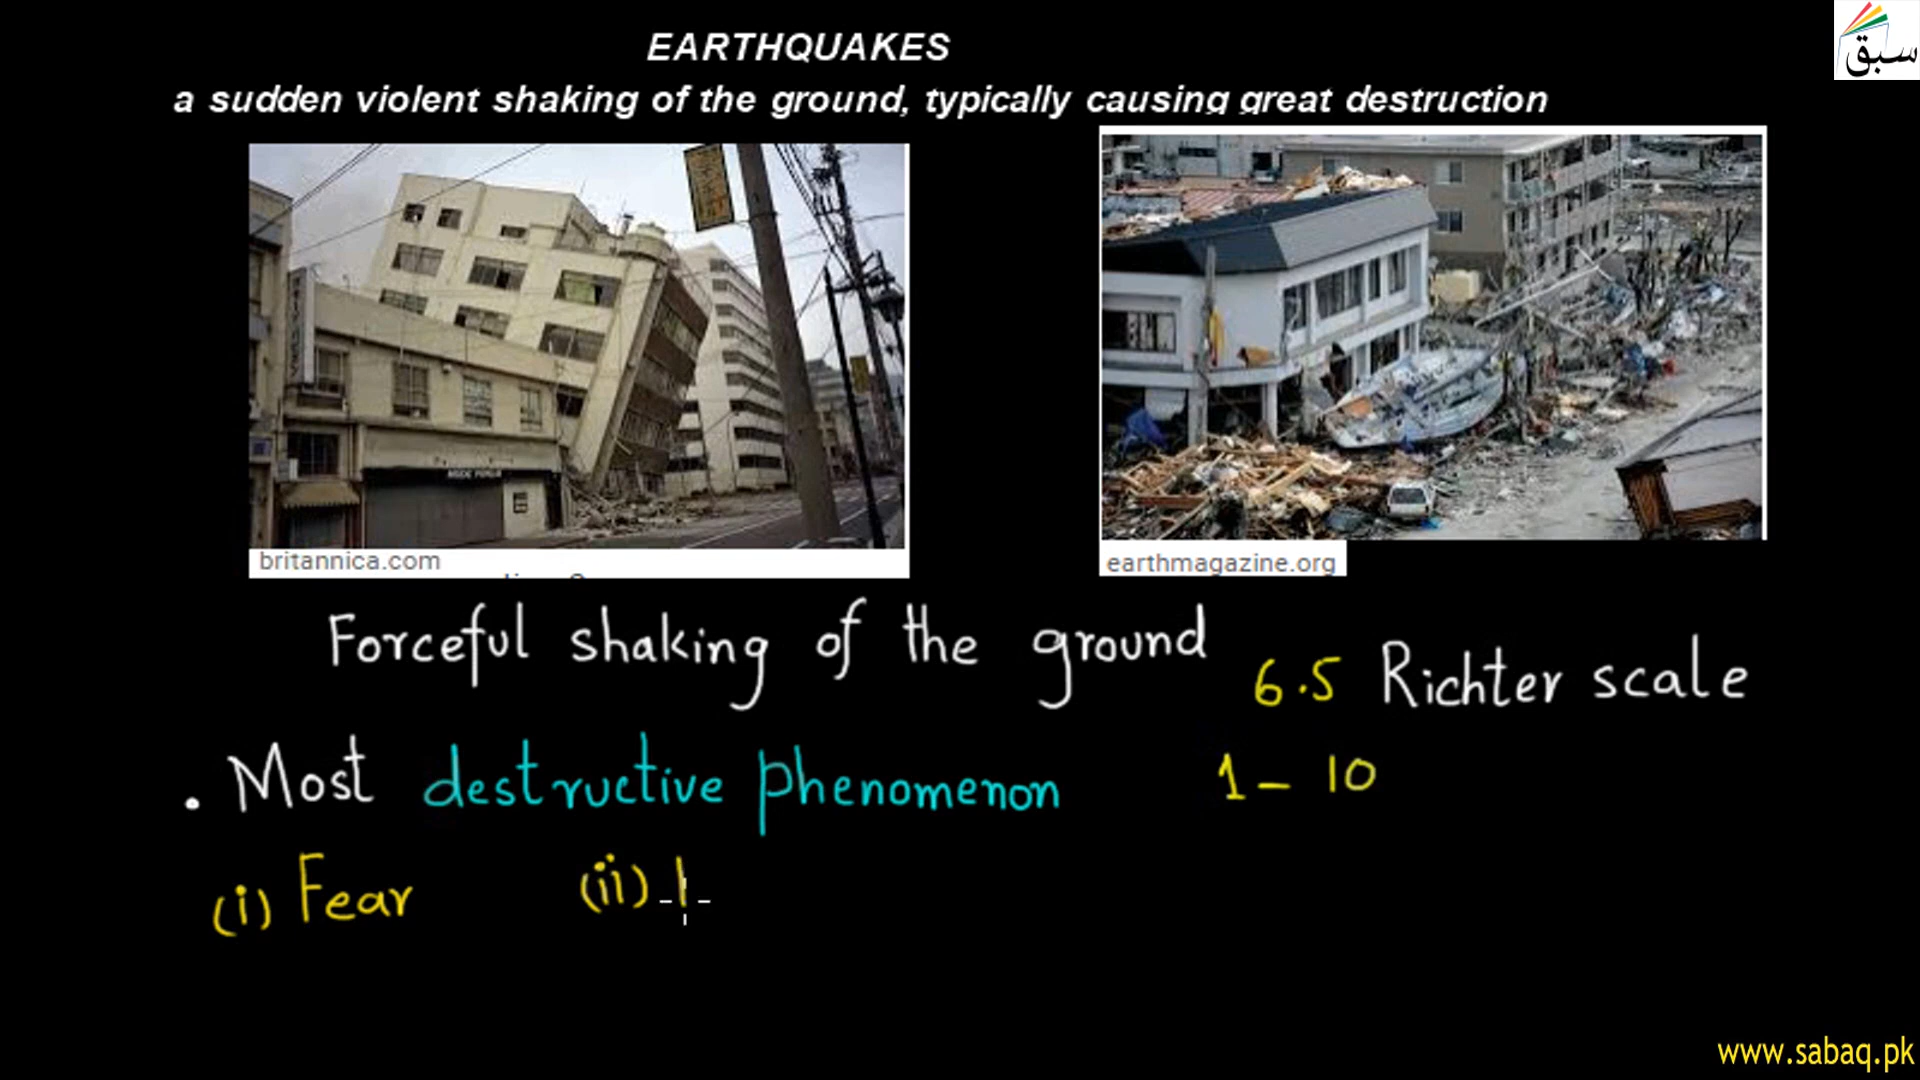 EARTHQUAKES
سبق
a sudden violent shaking of the ground, typically causing great destruction
britannica.com
earthmagazine.org
Forceful shaking of the ground
6.5 Richter scale
. Most destructive phenomenon
1 - 10
(i) Fear (ii)
www.sabaq.pk